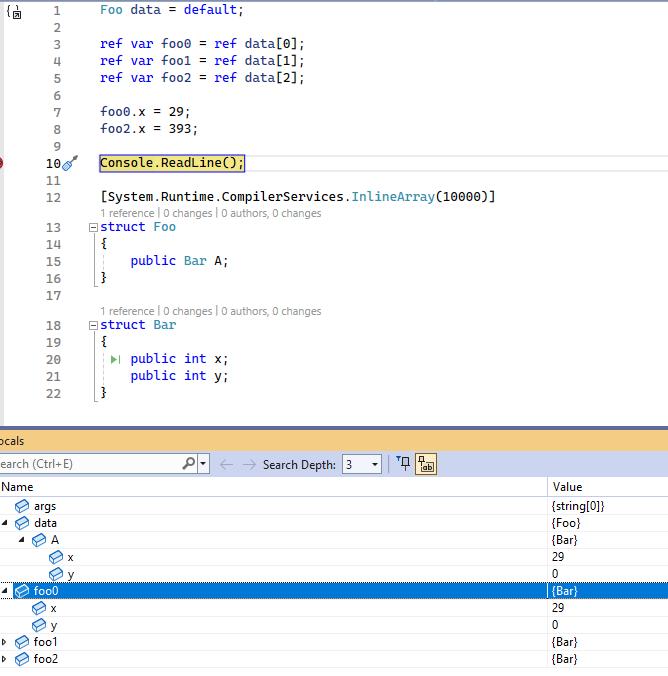 1 Foo data = default;
2
3 ref var foo0 = ref data[0];
4 ref var foo1 = ref data[1];
5 ref var foo2 = ref data[2];
6
7 foo0.x = 29;
8 foo2.x = 393;
9
10 Console.ReadLine();
11
12 [System.Runtime.CompilerServices.InlineArray(10000)]
1 reference | 0 changes | 0 authors, 0 changes
13 struct Foo
14 {
15 public Bar A;
16 }
17
1 reference | 0 changes | 0 authors, 0 changes
18 struct Bar
19 {
20 public int x;
21 public int y;
22 }
ocals
earch (Ctrl+E) Search Depth: 3
Name Value
args {string[0]}
data {Foo}
A {Bar}
x 29
y 0
foo0 {Bar}
x 29
y 0
foo1 {Bar}
foo2 {Bar}